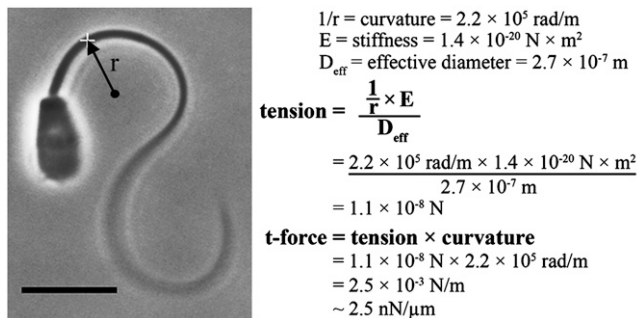 r
1/r = curvature = 2.2 × 10⁵ rad/m
E = stiffness = 1.4 × 10⁻²⁰ N × m²
D_eff = effective diameter = 2.7 × 10⁻⁷ m
tension = 1/r × E / D_eff
= 2.2 × 10⁵ rad/m × 1.4 × 10⁻²⁰ N × m²
2.7 × 10⁻⁷ m
= 1.1 × 10⁻⁸ N
t-force = tension × curvature
= 1.1 × 10⁻⁸ N × 2.2 × 10⁵ rad/m
= 2.5 × 10⁻³ N/m
~ 2.5 nN/μm